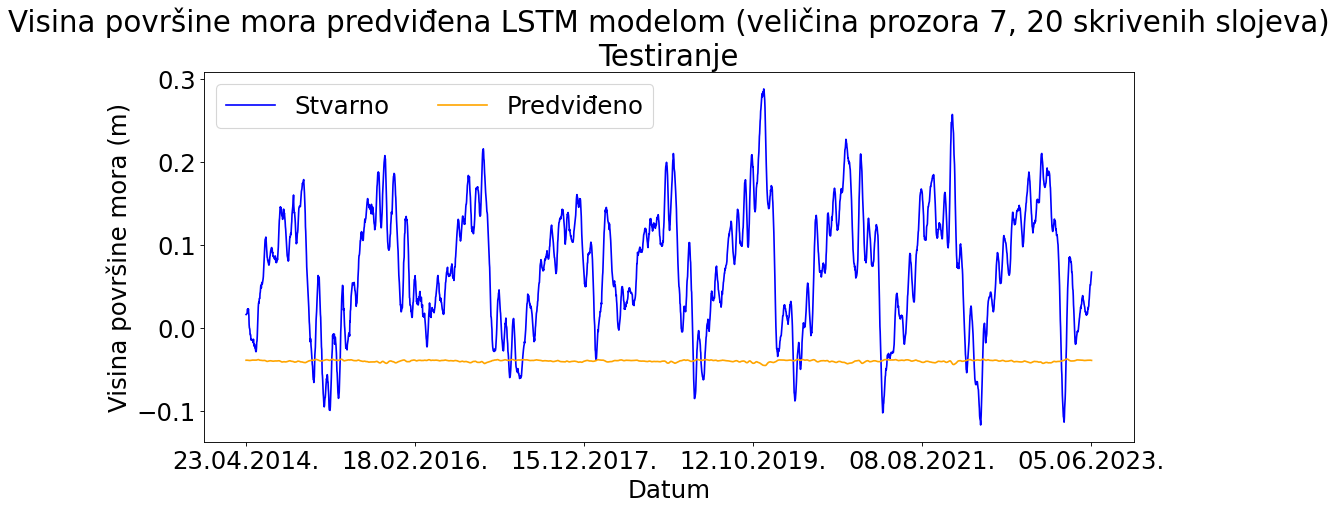 Visina površine mora predviđena LSTM modelom (veličina prozora 7, 20 skrivenih slojeva)
Testiranje
Stvarno
Predviđeno
Visina površine mora (m)
0.3
0.2
0.1
0.0
−0.1
23.04.2014.
18.02.2016.
15.12.2017.
12.10.2019.
08.08.2021.
05.06.2023.
Datum